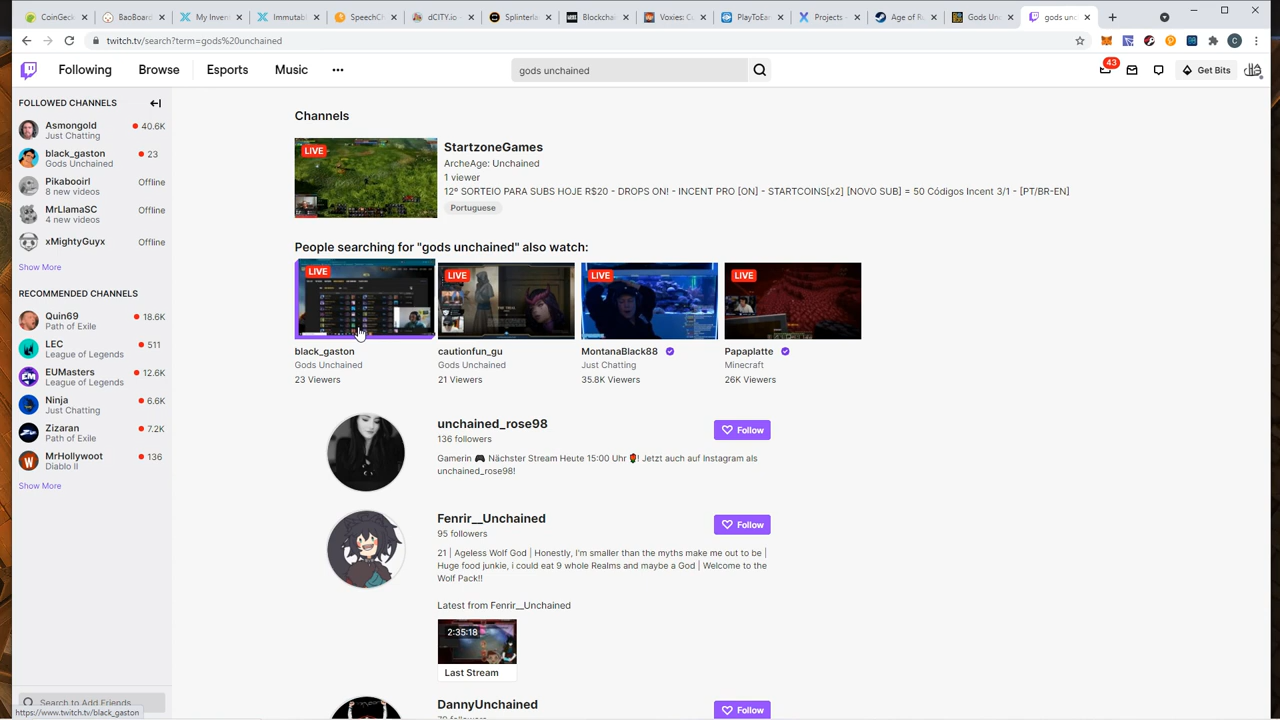 CoinGeck
BaoBoard
My Inven
Immutabl
SpeechCh
dCITY.io -
Splinterla
Blockchai
Voxies: Cu
PlayToEar
Projects -
Age of Ru
Gods Unc
gods unc
twitch.tv/search?term=gods%20unchained
C
Following
Browse
Esports
Music
gods unchained
43
Get Bits
FOLLOWED CHANNELS
Asmongold
40.6K
Just Chatting
black_gaston
23
Gods Unchained
Pikabooirl
Offline
8 new videos
MrLlamaSC
Offline
4 new videos
xMightyGuyx
Offline
Show More
RECOMMENDED CHANNELS
Quin69
18.6K
Path of Exile
LEC
511
League of Legends
EUMasters
12.6K
League of Legends
Ninja
6.6K
Just Chatting
Zizaran
7.2K
Path of Exile
MrHollywoot
136
Diablo II
Show More
Search to Add Friends
https://www.twitch.tv/black_gaston
Channels
LIVE
StartzoneGames
ArcheAge: Unchained
1 viewer
12º SORTEIO PARA SUBS HOJE R$20 - DROPS ON! - INCENT PRO [ON] - STARTCOINS[x2] [NOVO SUB] = 50 Códigos Incent 3/1 - [PT/BR-EN]
Portuguese
People searching for "gods unchained" also watch:
LIVE
LIVE
LIVE
LIVE
black_gaston
Gods Unchained
23 Viewers
cautionfun_gu
Gods Unchained
21 Viewers
MontanaBlack88
Just Chatting
35.8K Viewers
Papaplatte
Minecraft
26K Viewers
unchained_rose98
136 followers
Follow
Gamerin 🎮 Nächster Stream Heute 15:00 Uhr 🌹! Jetzt auch auf Instagram als
unchained_rose98!
Fenrir__Unchained
95 followers
Follow
21 | Ageless Wolf God | Honestly, I'm smaller than the myths make me out to be |
Huge food junkie, i could eat 9 whole Realms and maybe a God | Welcome to the
Wolf Pack!!
Latest from Fenrir__Unchained
2:35:18
Last Stream
DannyUnchained
Follow